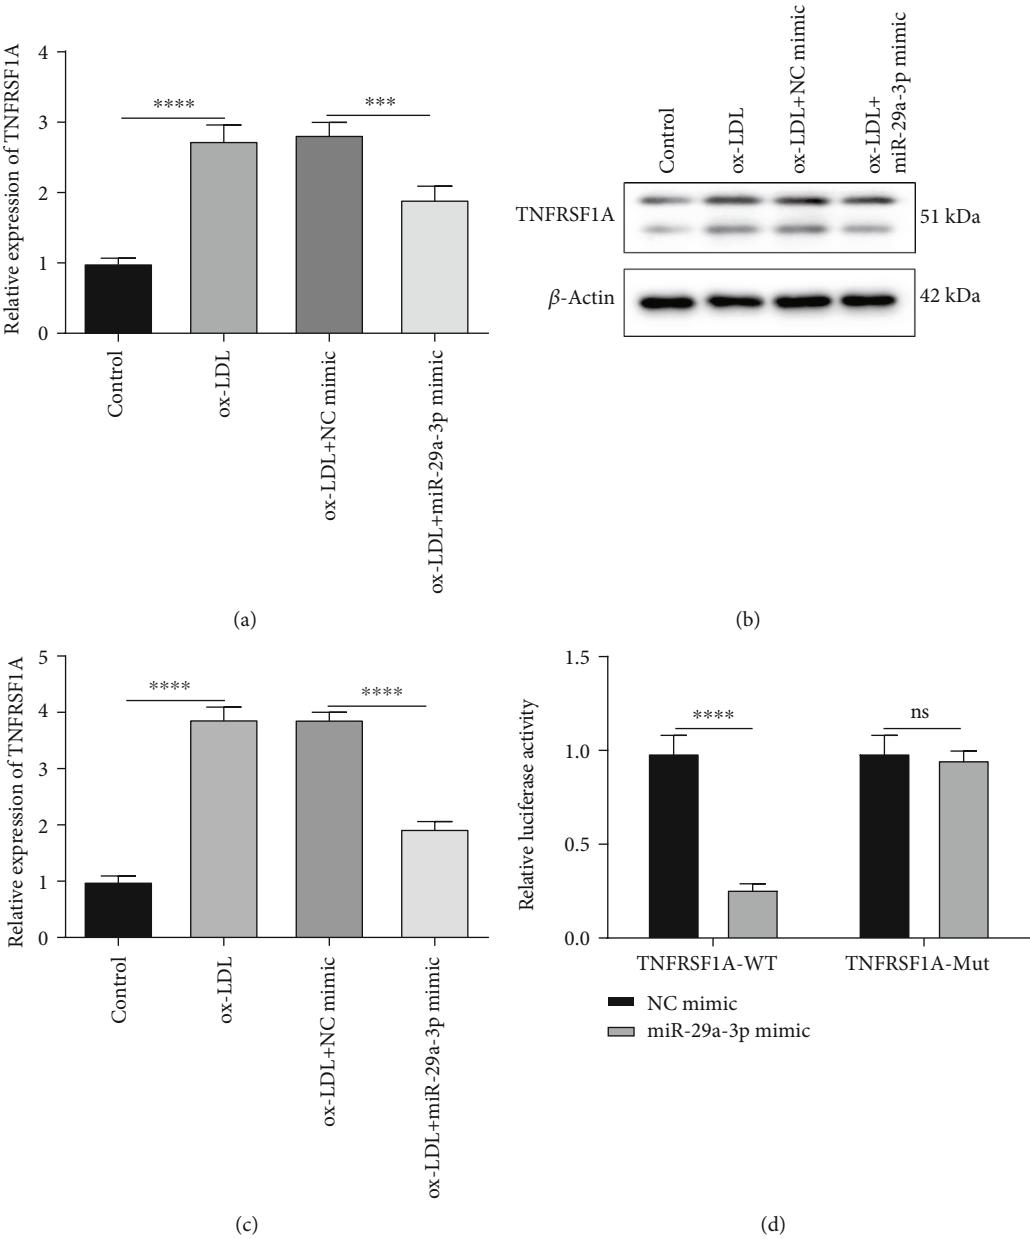 Relative expression of TNFRSF1A
4
3
2
1
0
****
***
Control
ox-LDL
ox-LDL+NC mimic
ox-LDL+miR-29a-3p mimic
(a)
Control
ox-LDL
ox-LDL+NC mimic
ox-LDL+
miR-29a-3p mimic
TNFRSF1A
51 kDa
β-Actin
42 kDa
(b)
Relative expression of TNFRSF1A
5
4
3
2
1
0
****
****
Control
ox-LDL
ox-LDL+NC mimic
ox-LDL+miR-29a-3p mimic
(c)
Relative luciferase activity
1.5
1.0
0.5
0.0
****
ns
TNFRSF1A-WT
TNFRSF1A-Mut
NC mimic
miR-29a-3p mimic
(d)